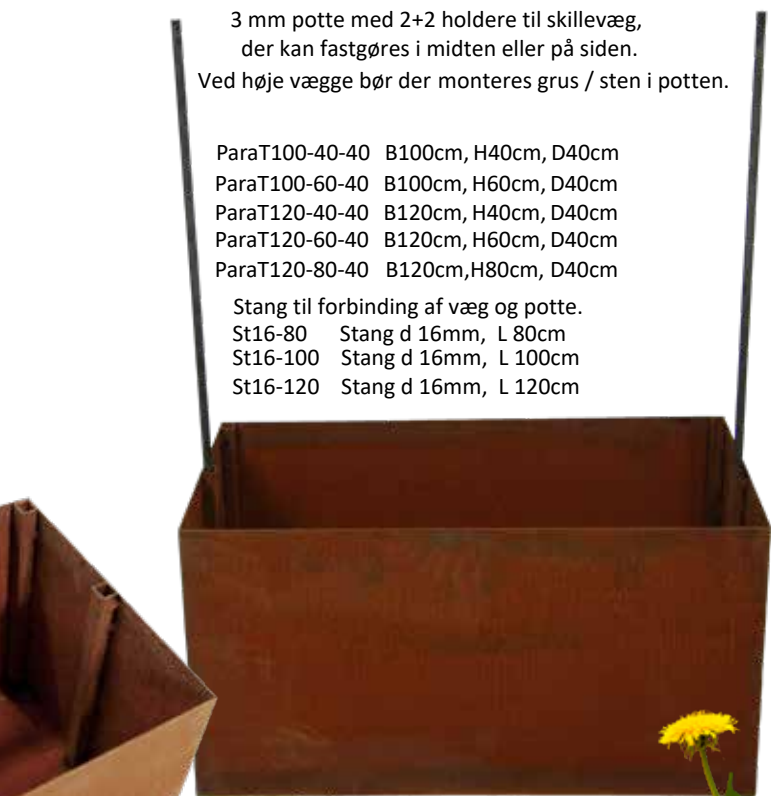 3 mm potte med 2+2 holdere til skillevæg,
der kan fastgøres i midten eller på siden.
Ved høje vægge bør der monteres grus / sten i potten.
ParaT100-40-40 B100cm, H40cm, D40cm
ParaT100-60-40 B100cm, H60cm, D40cm
ParaT120-40-40 B120cm, H40cm, D40cm
ParaT120-60-40 B120cm, H60cm, D40cm
ParaT120-80-40 B120cm,H80cm, D40cm
Stang til forbinding af væg og potte.
St16-80 Stang d 16mm, L 80cm
St16-100 Stang d 16mm, L 100cm
St16-120 Stang d 16mm, L 120cm